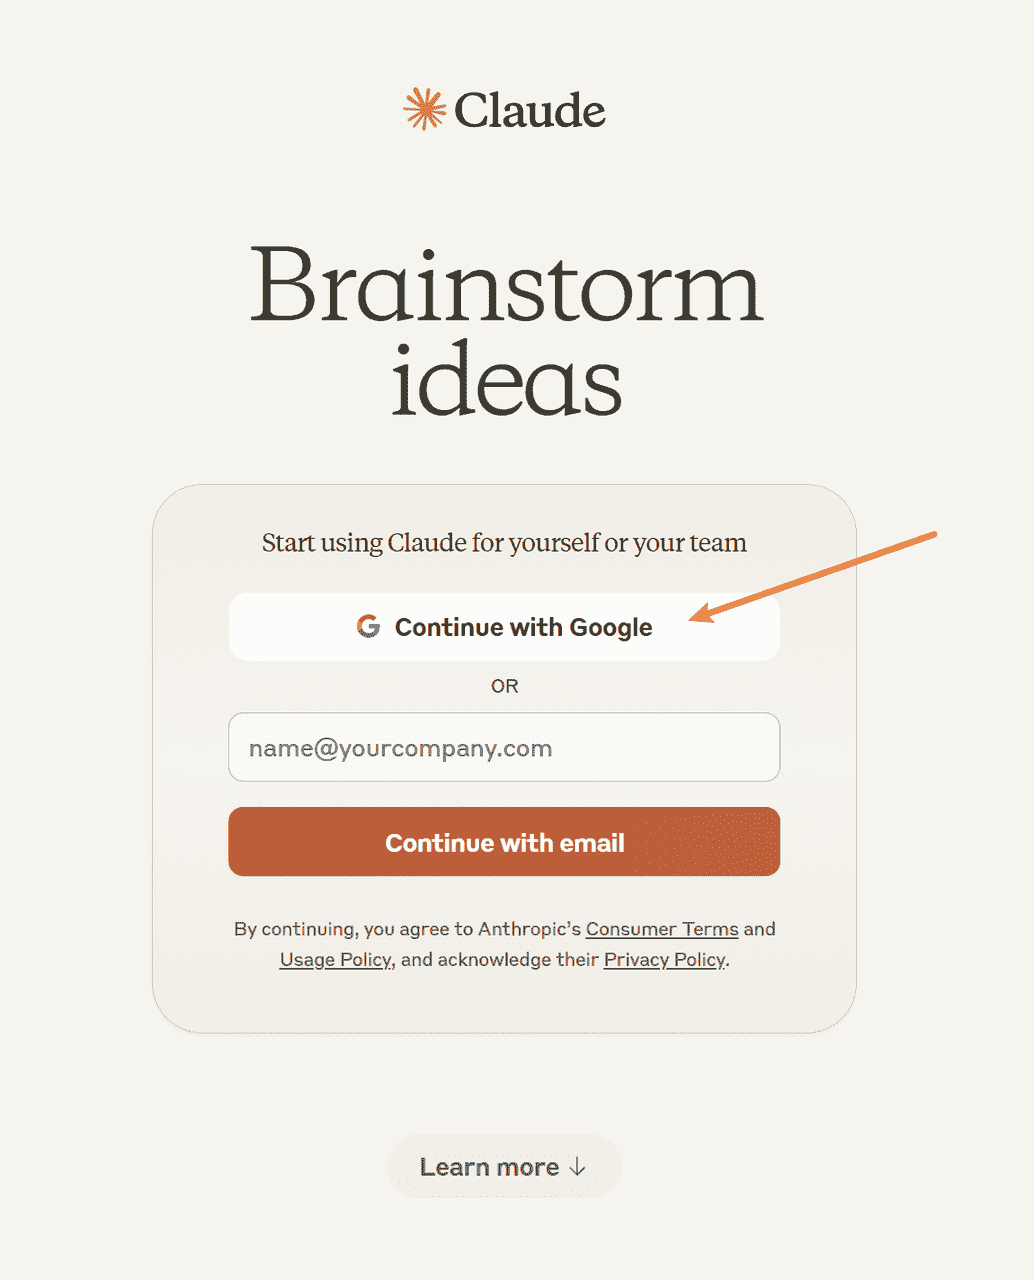 Claude
Brainstorm
ideas
Start using Claude for yourself or your team
Continue with Google
OR
name@yourcompany.com
Continue with email
By continuing, you agree to Anthropic’s Consumer Terms and
Usage Policy, and acknowledge their Privacy Policy.
Learn more ↓